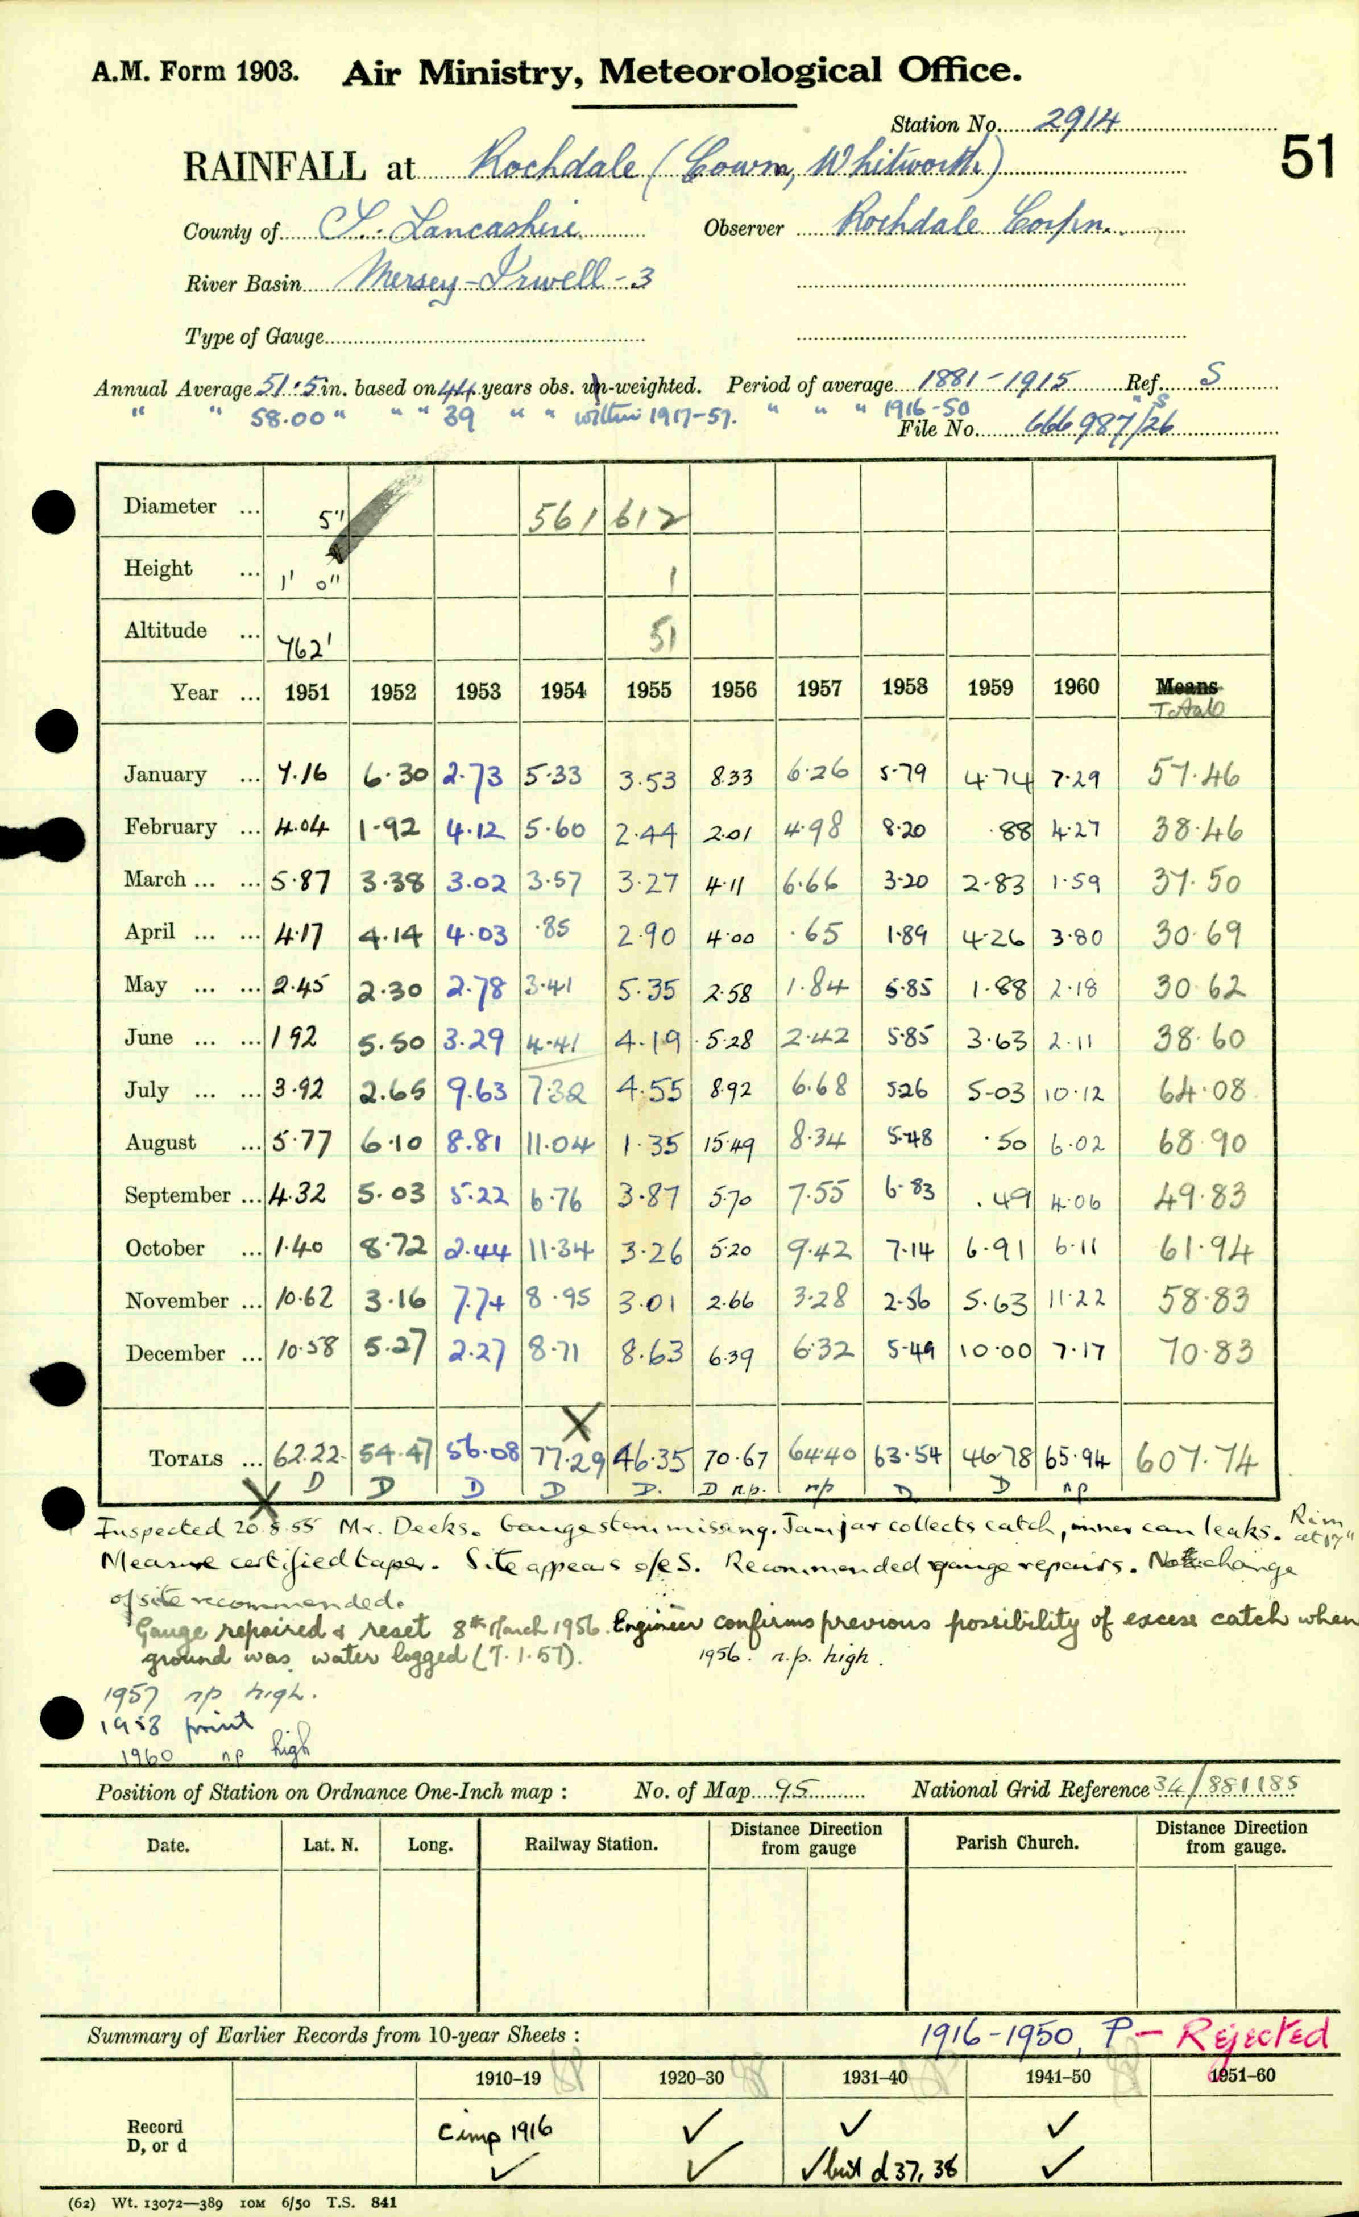 A.M. Form 1903. Air Ministry, Meteorological Office.
Station No. 2914
51
RAINFALL at Rochdale (Cowm, Whitworth)
County of S. Lancashire Observer Rochdale Corpn.
River Basin Mersey-Irwell-3
Type of Gauge
Annual Average 51.5 in. based on 44 years obs. un-weighted. Period of average 1881-1915 Ref. S
" " 58.00 " " " 39 " " within 1917-57. " " " 1916-50 " S
File No. 666987/26
Diameter ... 5" 561 612
Height ... 1' 0" 1
Altitude ... 762' 51
Year ... 1951 1952 1953 1954 1955 1956 1957 1958 1959 1960 Means
Totals
January ... 7.16 6.30 2.73 5.33 3.53 8.33 6.26 5.79 4.74 7.29 57.46
February ... 4.04 1.92 4.12 5.60 2.44 2.01 4.98 8.20 .88 4.27 38.46
March ... ... 5.87 3.38 3.02 3.57 3.27 4.11 6.66 3.20 2.83 1.59 37.50
April ... ... 4.17 4.14 4.03 .85 2.90 4.00 .65 1.89 4.26 3.80 30.69
May ... ... 2.45 2.30 2.78 3.41 5.35 2.58 1.84 5.85 1.88 2.18 30.62
June ... ... 1 92 5.50 3.29 4.41 4.19 5.28 2.42 5.85 3.63 2.11 38.60
July ... ... 3.92 2.65 9.63 7.32 4.55 8.92 6.68 5.26 5.03 10.12 64.08
August ... 5.77 6.10 8.81 11.04 1.35 15.49 8.34 5.48 .50 6.02 68.90
September ... 4.32 5.03 5.22 6.76 3.87 5.70 7.55 6.83 .49 4.06 49.83
October ... 1.40 8.72 2.44 11.34 3.26 5.20 9.42 7.14 6.91 6.11 61.94
November ... 10.62 3.16 7.74 8.95 3.01 2.66 3.28 2.56 5.63 11.22 58.83
December ... 10.58 5.27 2.27 8.71 8.63 6.39 6.32 5.49 10.00 7.17 70.83
X
TOTALS ... 62.22 54.47 56.08 77.29 46.35 70.67 64.40 63.54 46.78 65.94 607.74
X D D D D D. D n.p. np D D np
Inspected 20.8.55 Mr. Deeks. Gauge stem missing. Jam jar collects catch, inner can leaks. Rim at 17"
Measure certified taper. Site appears o/e S. Recommended gauge repairs. No change
of site recommended.
Gauge repaired & reset 8th March 1956. Engineer confirms previous possibility of excess catch when
ground was water logged (7.1.57). 1956. n.p. high.
1957 np high.
1958 print
1960 np high
Position of Station on Ordnance One-Inch map : No. of Map 95 National Grid Reference 34/881185
Date. Lat. N. Long. Railway Station. Distance Direction from gauge Parish Church. Distance Direction from gauge.
Summary of Earlier Records from 10-year Sheets : 1916-1950, P - Rejected
1910–19 1920–30 1931–40 1941–50 1951–60
Record
D, or d
Comp 1916 ✓ ✓ ✓
✓ ✓ ✓ but d 37, 38 ✓
(62) Wt. 13072—389 10M 6/50 T.S. 841